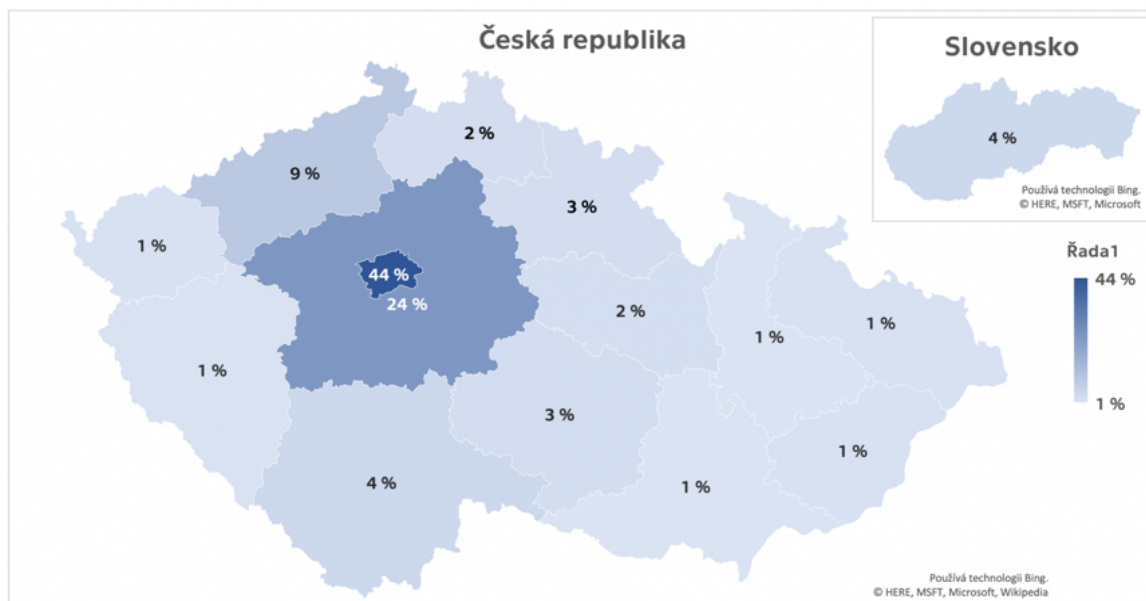 Česká republika
Slovensko
2 %
4 %
9 %
Používá technologii Bing.
© HERE, MSFT, Microsoft
3 %
1 %
Řada1
44 %
44 %
24 %
2 %
1 %
1 %
1 %
1 %
3 %
1 %
4 %
1 %
Používá technologii Bing.
© HERE, MSFT, Microsoft, Wikipedia